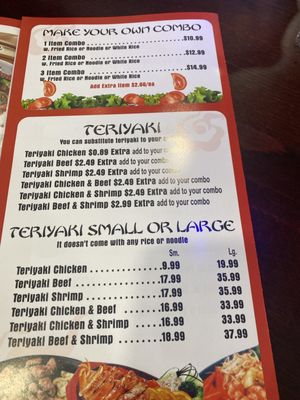 MAKE YOUR OWN COMBO
1 Item Combo $10.99
w. Fried Rice or Noodle or White Rice
2 Item Combo $12.99
w. Fried Rice or Noodle or White Rice
3 Item Combo $14.99
w. Fried Rice or Noodle or White Rice
Add Extra Item $2.00/ea
TERIYAKI
You can substitute teriyaki to your
Teriyaki Chicken $0.99 Extra add to your
Teriyaki Beef $2.49 Extra add to your combo
Teriyaki Shrimp $2.49 Extra add to your combo
Teriyaki Chicken & Beef $2.49 Extra add to your combo
Teriyaki Chicken & Shrimp $2.49 Extra add to your combo
Teriyaki Beef & Shrimp $2.99 Extra add to your combo
TERIYAKI SMALL OR LARGE
It doesn't come with any rice or noodle
Sm. Lg.
Teriyaki Chicken 9.99 19.99
Teriyaki Beef 17.99 35.99
Teriyaki Shrimp 17.99 35.99
Teriyaki Chicken & Beef 16.99 33.99
Teriyaki Chicken & Shrimp 16.99 33.99
Teriyaki Beef & Shrimp 18.99 37.99